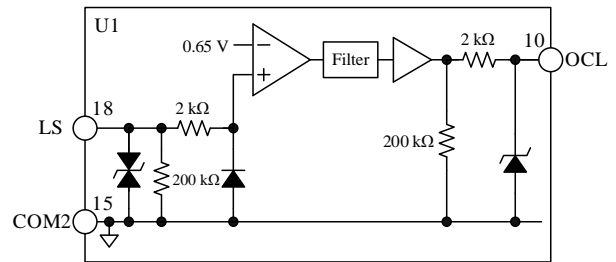 U1
0.65 V
−
+
Filter
2 kΩ
10
OCL
18
LS
2 kΩ
200 kΩ
200 kΩ
15
COM2